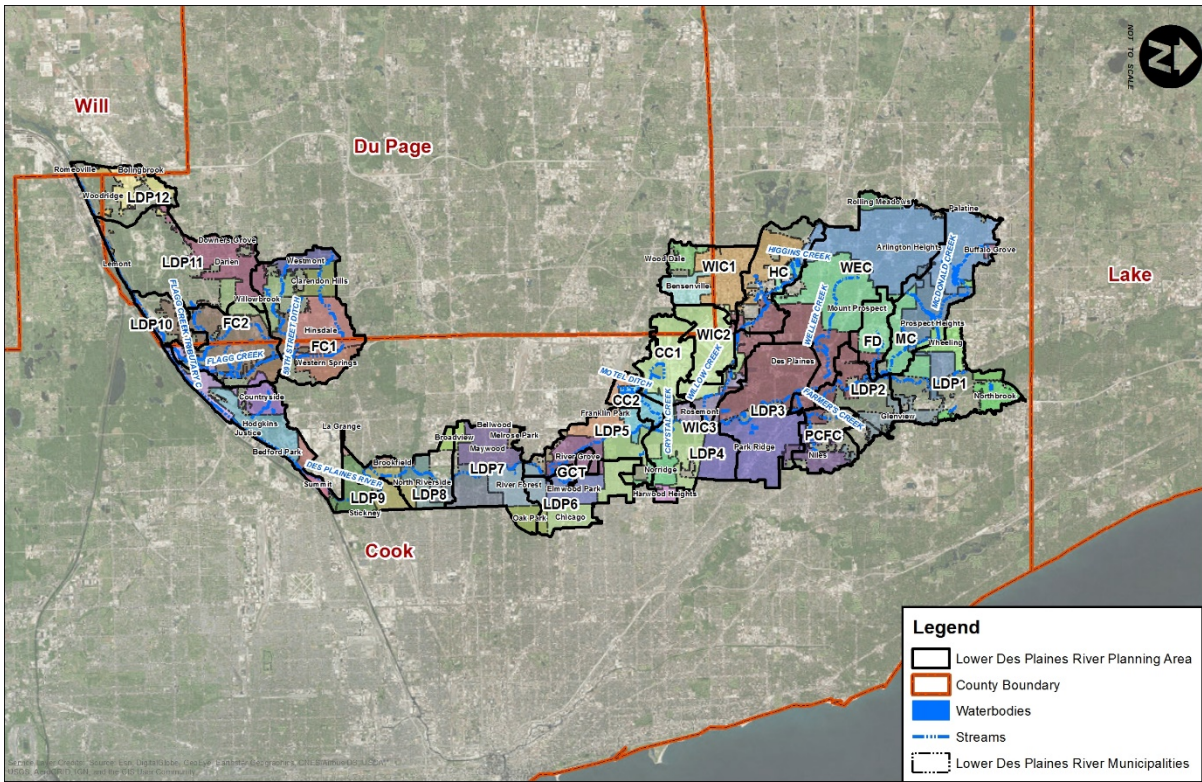 NOT TO SCALE
N
Will
Du Page
Lake
Cook
Romeoville
Bolingbrook
Woodridge
LDP12
Lemont
Downers Grove
LDP11
Darien
Westmont
Clarendon Hills
Willowbrook
LDP10
FC2
Hinsdale
FC1
Western Springs
FLAGG CREEK
FLAGG CREEK TRIBUTARY C
59TH STREET DITCH
Countryside
Hodgkins
Justice
Bedford Park
La Grange
Summit
DES PLAINES RIVER
Brookfield
LDP9
Stickney
North Riverside
LDP8
Broadview
Bellwood
Melrose Park
Maywood
LDP7
River Forest
Oak Park
River Grove
GCT
Elmwood Park
LDP6
Chicago
Franklin Park
LDP5
CC2
MOTEL DITCH
CC1
CRYSTAL CREEK
Norridge
Harwood Heights
Wood Dale
Bensenville
WIC1
WIC2
WILLOW CREEK
Rosemont
WIC3
LDP4
HIGGINS CREEK
HC
Rolling Meadows
Palatine
Arlington Heights
Buffalo Grove
MCDONALD CREEK
WEC
Mount Prospect
WELLER CREEK
FD
MC
Prospect Heights
Wheeling
Des Plaines
LDP3
Park Ridge
LDP2
FARMER'S CREEK
PCFC
Niles
Glenview
LDP1
Northbrook
Legend
Lower Des Plaines River Planning Area
County Boundary
Waterbodies
Streams
Lower Des Plaines River Municipalities